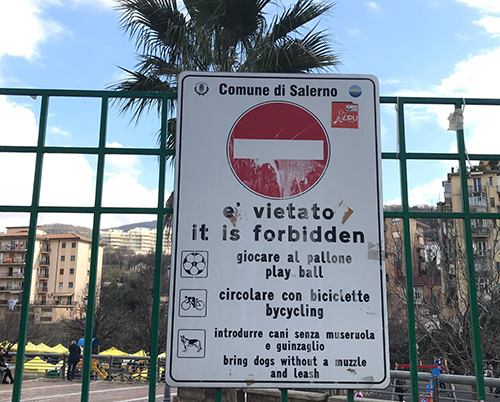 Comune di Salerno
LIPU
e' vietato
it is forbidden
giocare al pallone
play ball
circolare con biciclette
bycycling
introdurre cani senza museruola
e guinzaglio
bring dogs without a muzzle
and leash